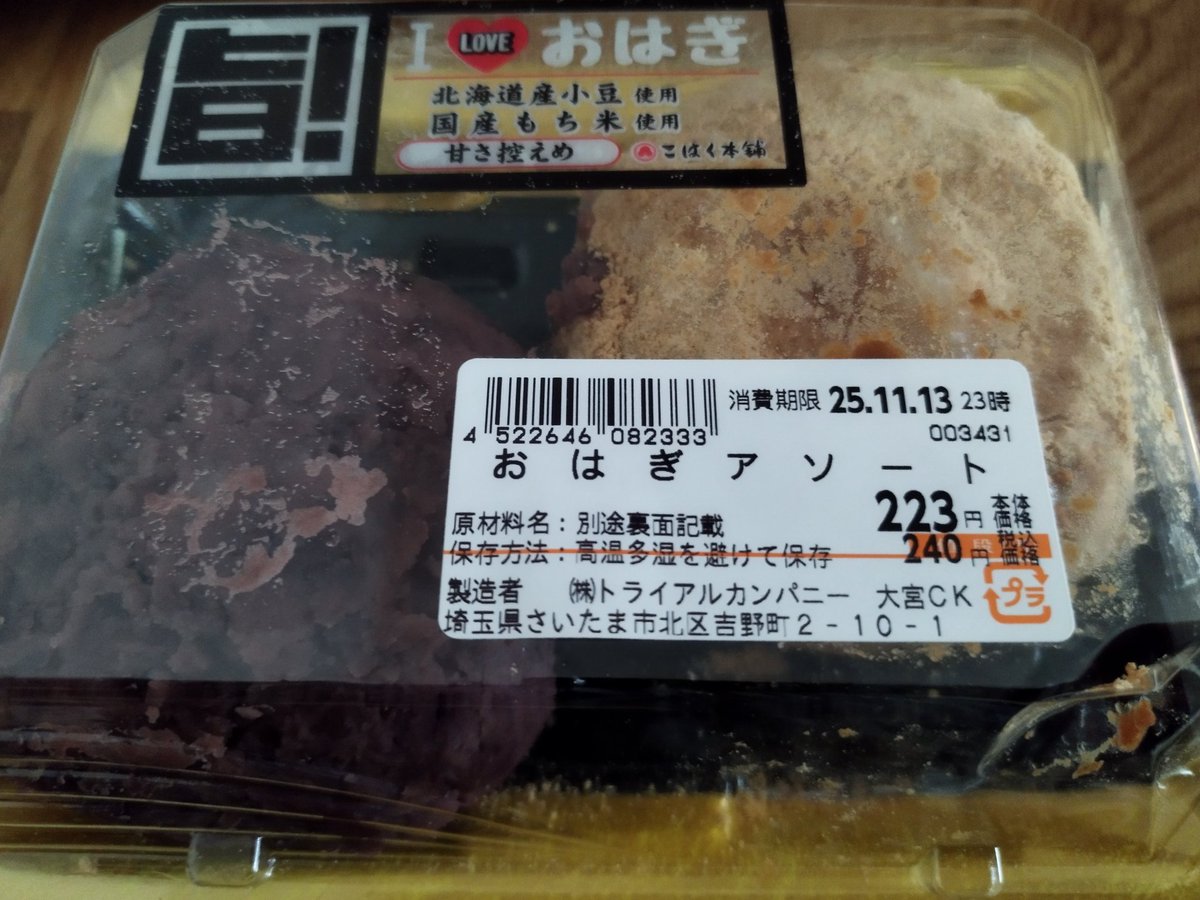 旨!
I LOVE おはぎ
北海道産小豆 使用
国産もち米 使用
甘さ控えめ こはく本舗
消費期限 25.11.13 23時
4 522646 082333
003431
おはぎアソート
223円 本体価格
原材料名:別途裏面記載
240円 税込価格
保存方法:高温多湿を避けて保存
製造者 ㈱トライアルカンパニー 大宮CK
プラ
埼玉県さいたま市北区吉野町2-10-1